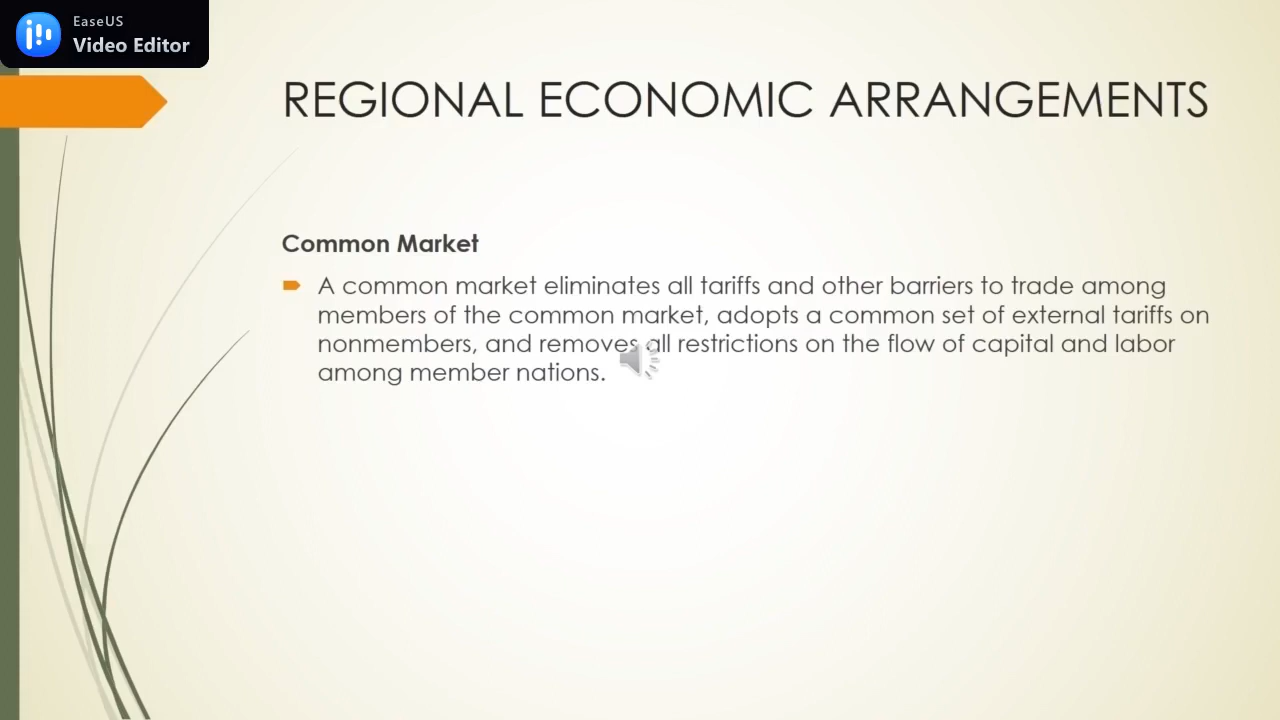 EaseUS
Video Editor
REGIONAL ECONOMIC ARRANGEMENTS
Common Market
A common market eliminates all tariffs and other barriers to trade among
members of the common market, adopts a common set of external tariffs on
nonmembers, and removes all restrictions on the flow of capital and labor
among member nations.